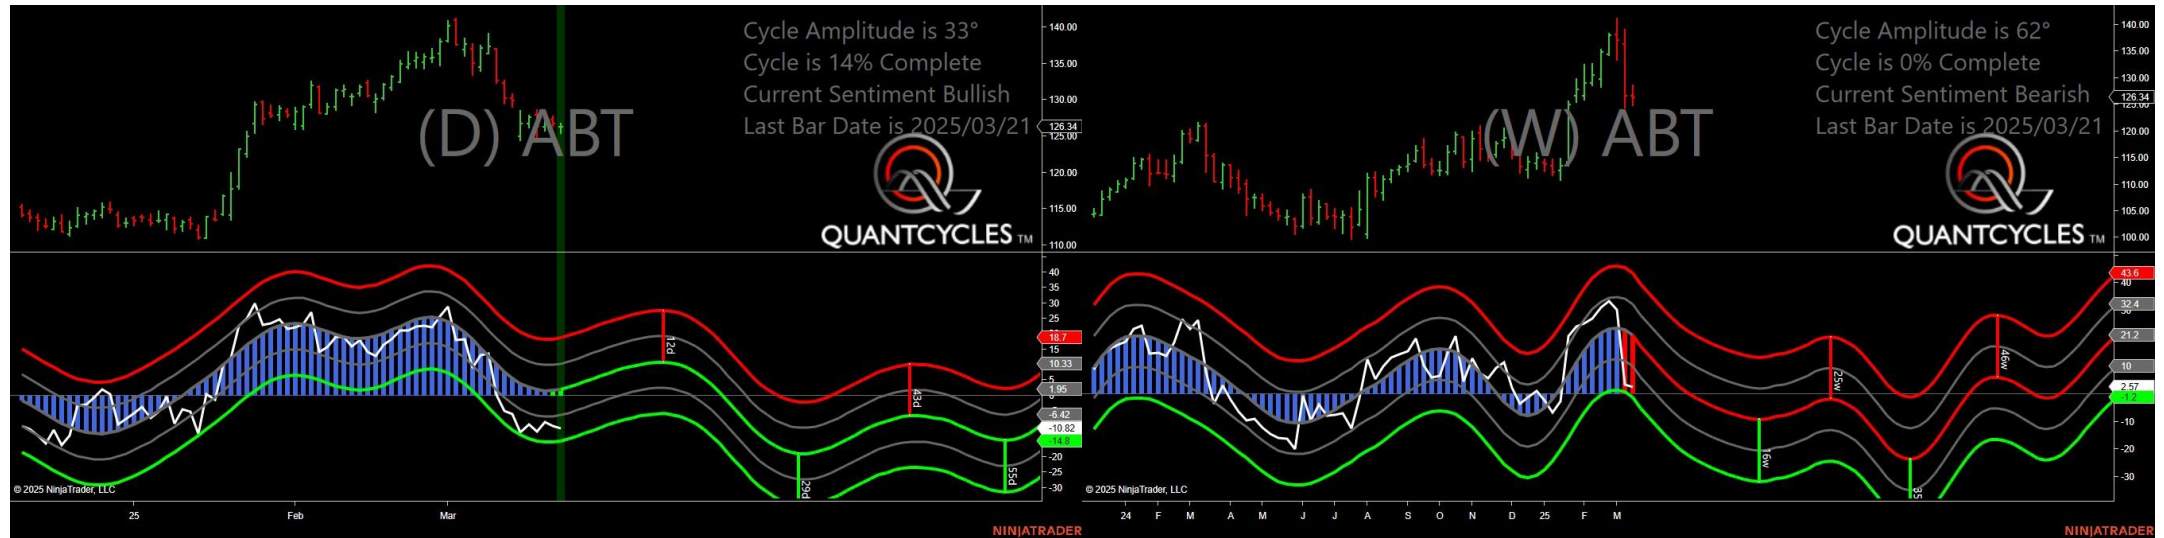 Cycle Amplitude is 33°
Cycle is 14% Complete
Current Sentiment Bullish
Last Bar Date is 2025/03/21
(D) ABT
QUANTCYCLES TM
140.00
135.00
130.00
126.34
125.00
120.00
115.00
110.00
40
35
30
25
18.7
15
10.33
5
1.95
-6.42
-10.82
-14.8
-20
-25
-30
12d
29d
43d
55d
© 2025 NinjaTrader, LLC
25 Feb Mar
NINJATRADER
Cycle Amplitude is 62°
Cycle is 0% Complete
Current Sentiment Bearish
Last Bar Date is 2025/03/21
(W) ABT
QUANTCYCLES TM
140.00
135.00
130.00
126.34
125.00
120.00
115.00
110.00
105.00
100.00
43.6
40
32.4
30
21.2
10
2.57
-1.2
-10
-20
-30
16w
25w
46w
© 2025 NinjaTrader, LLC
24 F M A M J J A S O N D 25 F M
NINJATRADER